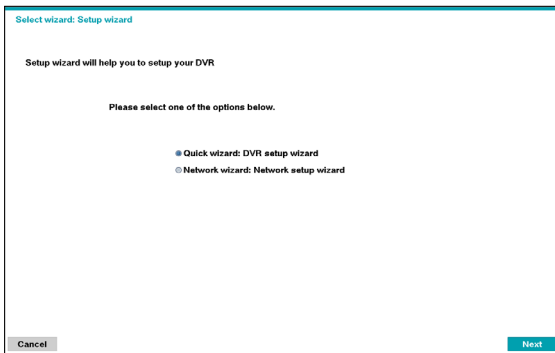 Select wizard: Setup wizard
Setup wizard will help you to setup your DVR
Please select one of the options below.
Quick wizard: DVR setup wizard
Network wizard: Network setup wizard
Cancel
Next